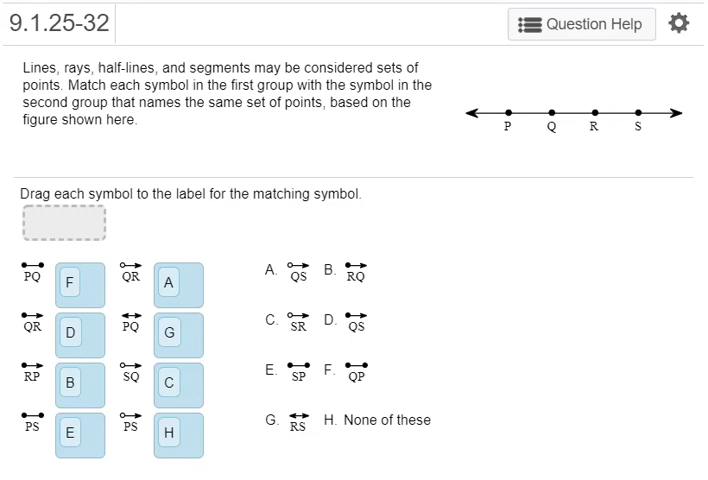 9.1.25-32
Question Help
Lines, rays, half-lines, and segments may be considered sets of
points. Match each symbol in the first group with the symbol in the
second group that names the same set of points, based on the
figure shown here.
P Q R S
Drag each symbol to the label for the matching symbol.
PQ F QR A
QR D PQ G
RP B SQ C
PS E PS H
A. QS B. RQ
C. SR D. QS
E. SP F. QP
G. RS H. None of these